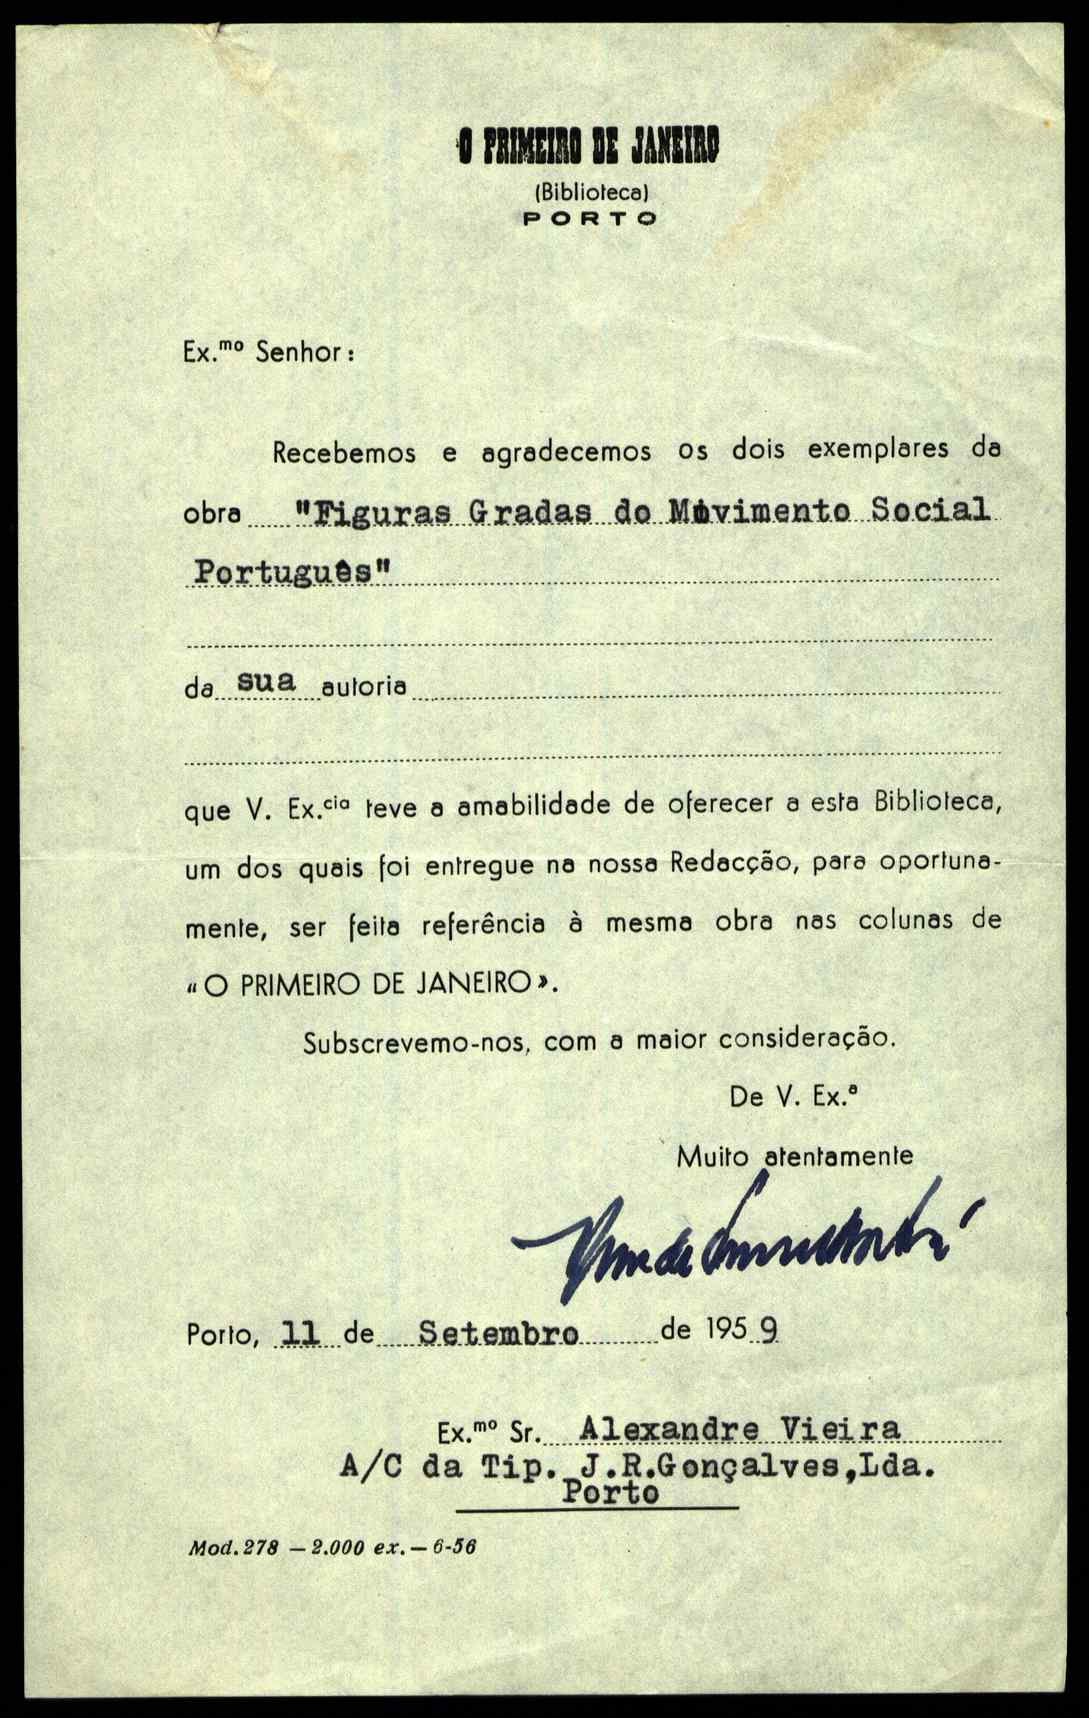 O PRIMEIRO DE JANEIRO
(Biblioteca)
PORTO
Ex.mo Senhor:
Recebemos e agradecemos os dois exemplares da
obra "Figuras Gradas do Movimento Social
Português"
da sua autoria
que V. Ex.cia teve a amabilidade de oferecer a esta Biblioteca,
um dos quais foi entregue na nossa Redacção, para oportuna-
mente, ser feita referência à mesma obra nas colunas de
«O PRIMEIRO DE JANEIRO».
Subscrevemo-nos, com a maior consideração.
De V. Ex.ª
Muito atentamente
Porto, 11 de Setembro de 1959
Ex.mo Sr. Alexandre Vieira
A/C da Tip. J.R.Gonçalves,Lda.
Porto
Mod. 278 — 2.000 ex. — 6-56